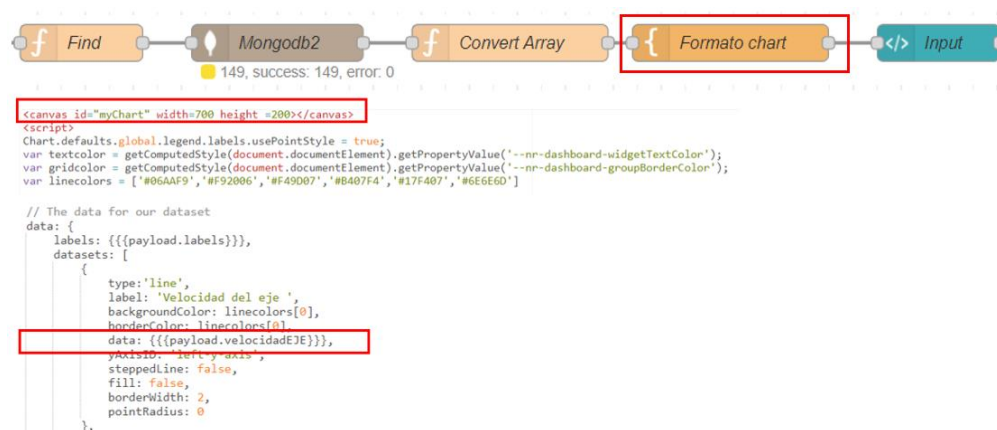 Find Mongodb2 Convert Array Formato chart Input
149, success: 149, error: 0
<canvas id="myChart" width=700 height =200></canvas>
<script>
Chart.defaults.global.legend.labels.usePointStyle = true;
var textcolor = getComputedStyle(document.documentElement).getPropertyValue('--nr-dashboard-widgetTextColor');
var gridcolor = getComputedStyle(document.documentElement).getPropertyValue('--nr-dashboard-groupBorderColor');
var linecolors = ['#06AAF9','#F92006','#F49D07','#B407F4','#17F407','#6E6E6D']
// The data for our dataset
data: {
labels: {{{payload.labels}}},
datasets: [
{
type:'line',
label: 'Velocidad del eje ',
backgroundColor: linecolors[0],
borderColor: linecolors[0],
data: {{{payload.velocidadEJE}}},
yAxisID: 'left-y-axis',
steppedLine: false,
fill: false,
borderWidth: 2,
pointRadius: 0
},